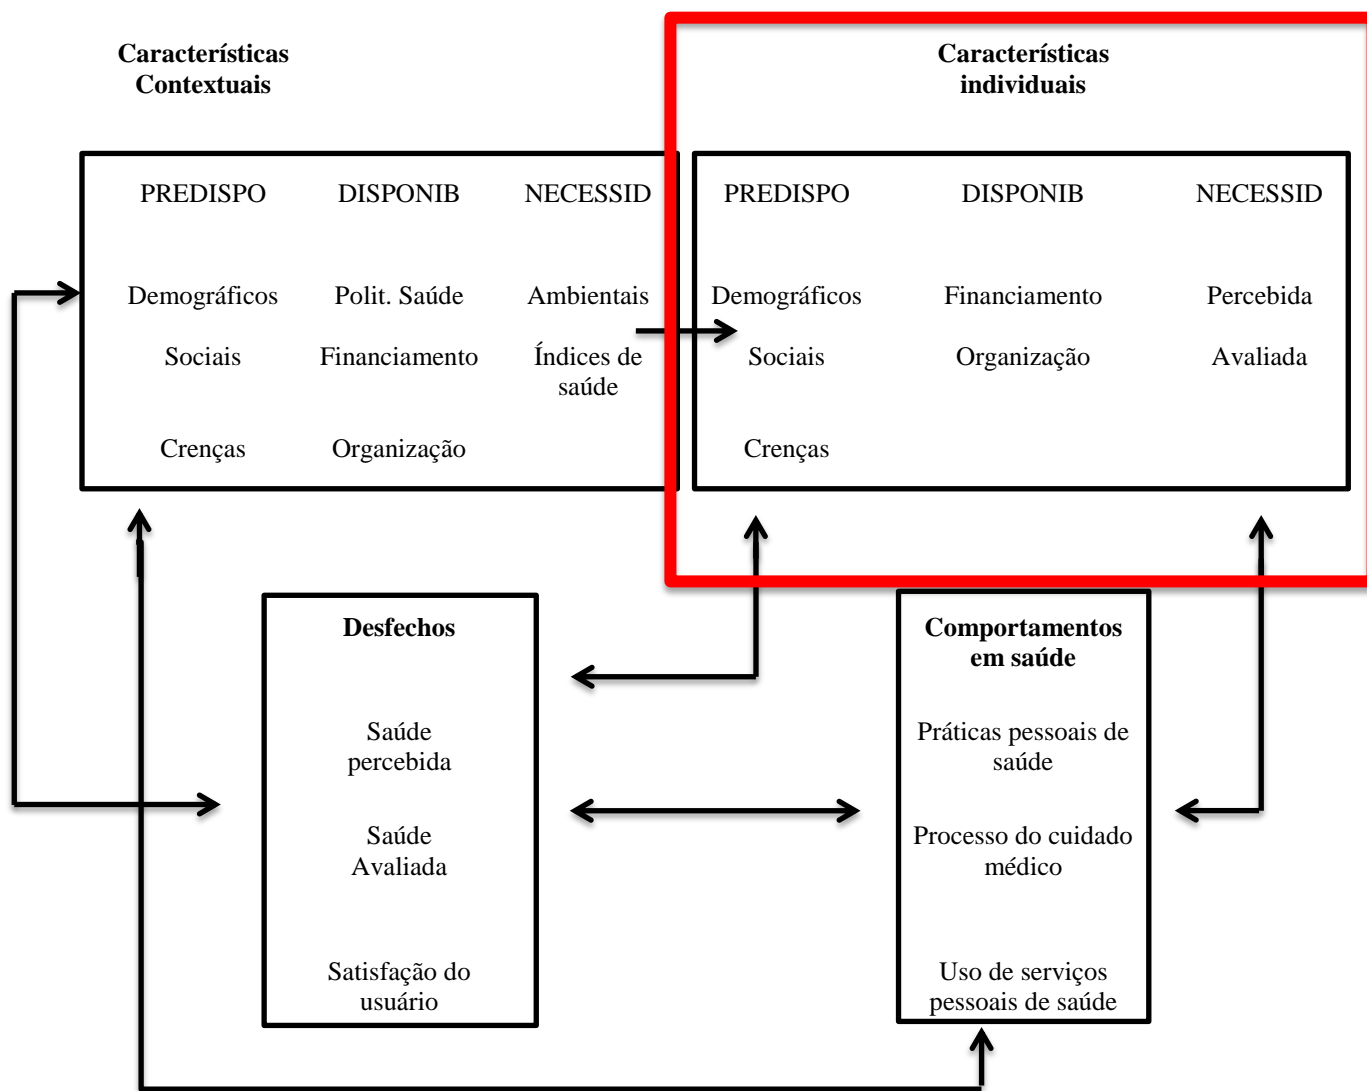 Características
Contextuais
Características
individuais
PREDISPO DISPONIB NECESSID
Demográficos Polit. Saúde Ambientais
Sociais Financiamento Índices de
saúde
Crenças Organização
PREDISPO DISPONIB NECESSID
Demográficos Financiamento Percebida
Sociais Organização Avaliada
Crenças
Desfechos
Saúde
percebida
Saúde
Avaliada
Satisfação do
usuário
Comportamentos
em saúde
Práticas pessoais de
saúde
Processo do cuidado
médico
Uso de serviços
pessoais de saúde